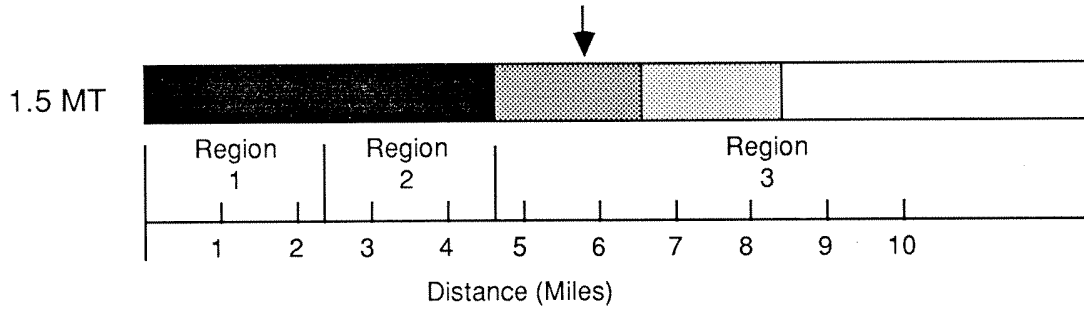 1.5 MT
Region Region Region
1 2 3
1 2 3 4 5 6 7 8 9 10
Distance (Miles)